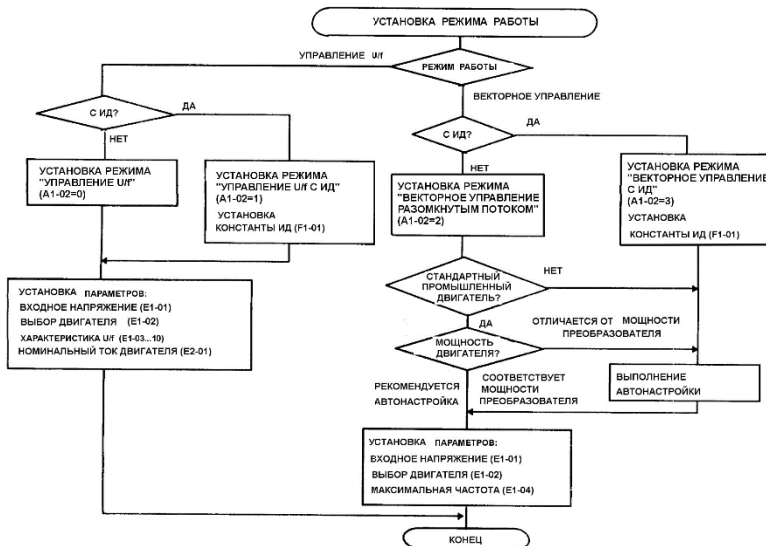 УСТАНОВКА РЕЖИМА РАБОТЫ
УПРАВЛЕНИЕ U/f
РЕЖИМ РАБОТЫ
ВЕКТОРНОЕ УПРАВЛЕНИЕ
С ИД?
ДА
НЕТ
УСТАНОВКА РЕЖИМА
"УПРАВЛЕНИЕ U/f"
(A1-02=0)
УСТАНОВКА РЕЖИМА
"УПРАВЛЕНИЕ U/f С ИД"
(A1-02=1)
УСТАНОВКА
КОНСТАНТЫ ИД (F1-01)
С ИД?
ДА
НЕТ
УСТАНОВКА РЕЖИМА
"ВЕКТОРНОЕ УПРАВЛЕНИЕ
РАЗОМКНУТЫМ ПОТОКОМ"
(A1-02=2)
УСТАНОВКА РЕЖИМА
"ВЕКТОРНОЕ УПРАВЛЕНИЕ
С ИД"
(A1-02=3)
УСТАНОВКА
КОНСТАНТЫ ИД (F1-01)
СТАНДАРТНЫЙ
ПРОМЫШЛЕННЫЙ
ДВИГАТЕЛЬ?
НЕТ
ДА
УСТАНОВКА ПАРАМЕТРОВ:
ВХОДНОЕ НАПРЯЖЕНИЕ (E1-01)
ВЫБОР ДВИГАТЕЛЯ (E1-02)
ХАРАКТЕРИСТИКА U/f (E1-03...10)
НОМИНАЛЬНЫЙ ТОК ДВИГАТЕЛЯ (E2-01)
МОЩНОСТЬ
ДВИГАТЕЛЯ?
ОТЛИЧАЕТСЯ ОТ МОЩНОСТИ
ПРЕОБРАЗОВАТЕЛЯ
РЕКОМЕНДУЕТСЯ
АВТОНАСТРОЙКА
СООТВЕТСТВУЕТ
МОЩНОСТИ
ПРЕОБРАЗОВАТЕЛЯ
ВЫПОЛНЕНИЕ
АВТОНАСТРОЙКИ
УСТАНОВКА ПАРАМЕТРОВ:
ВХОДНОЕ НАПРЯЖЕНИЕ (E1-01)
ВЫБОР ДВИГАТЕЛЯ (E1-02)
МАКСИМАЛЬНАЯ ЧАСТОТА (E1-04)
КОНЕЦ